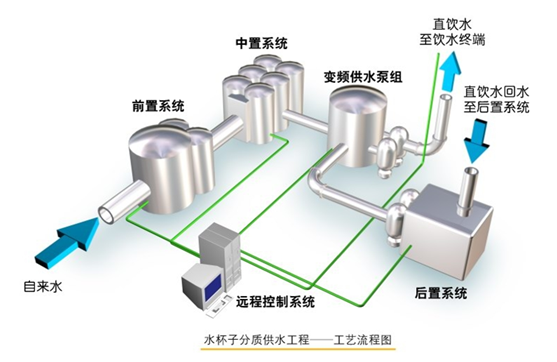 直饮水
至饮水终端
中置系统
变频供水泵组
直饮水回水
至后置系统
前置系统
自来水
远程控制系统
后置系统
水杯子分质供水工程——工艺流程图